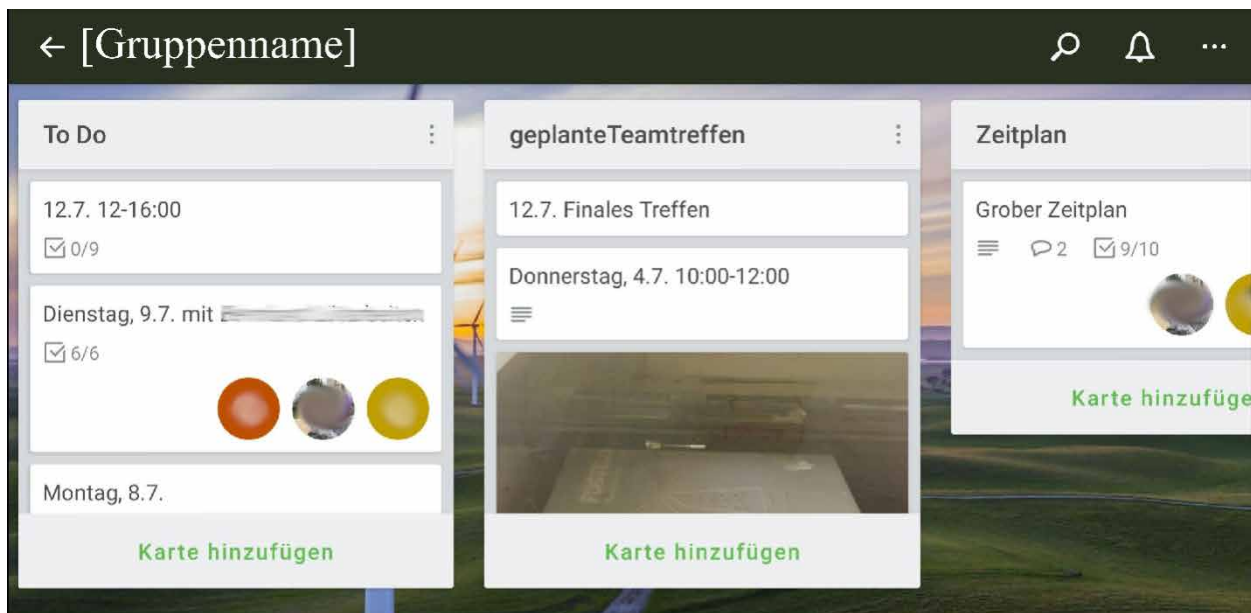 ← [Gruppenname]
To Do
12.7. 12-16:00
0/9
Dienstag, 9.7. mit
6/6
Montag, 8.7.
Karte hinzufügen
geplanteTeamtreffen
12.7. Finales Treffen
Donnerstag, 4.7. 10:00-12:00
Karte hinzufügen
Zeitplan
Grober Zeitplan
2 9/10
Karte hinzufüge